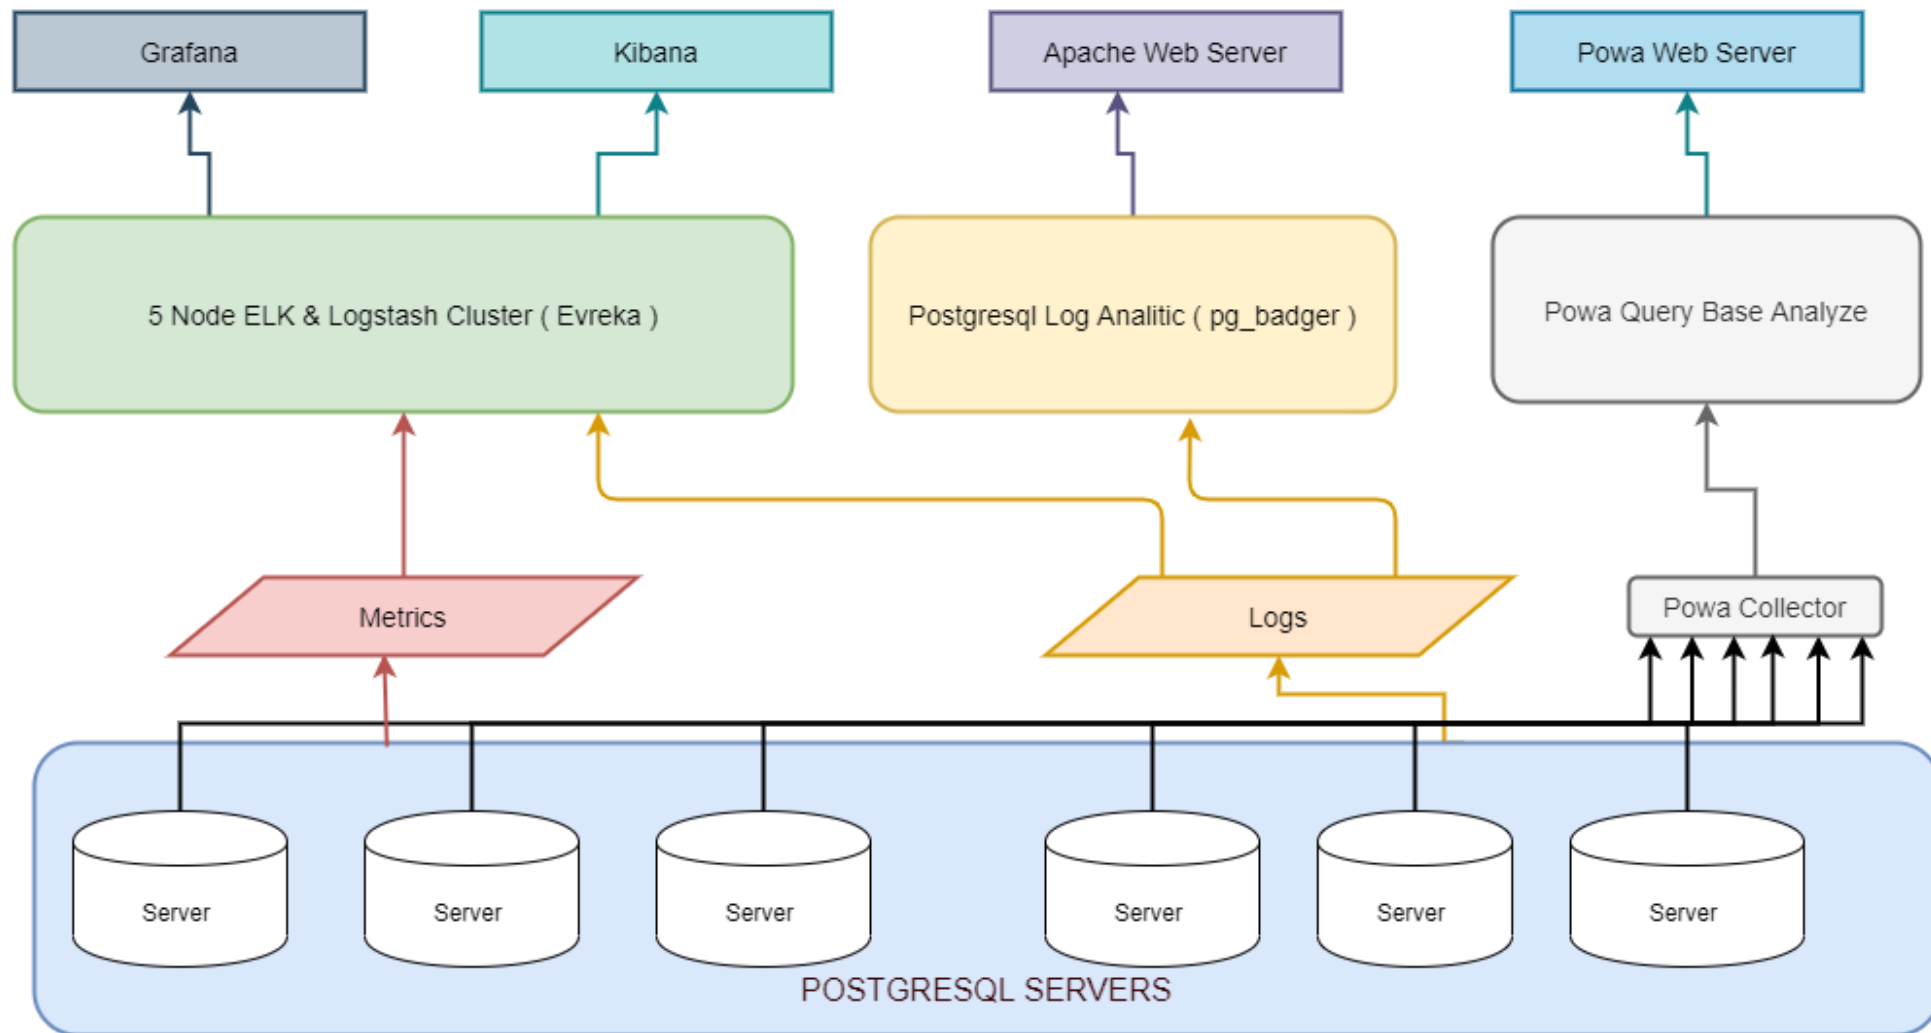 Grafana
Kibana
Apache Web Server
Powa Web Server
5 Node ELK & Logstash Cluster ( Evreka )
Postgresql Log Analitic ( pg_badger )
Powa Query Base Analyze
Metrics
Logs
Powa Collector
Server
Server
Server
Server
Server
Server
POSTGRESQL SERVERS